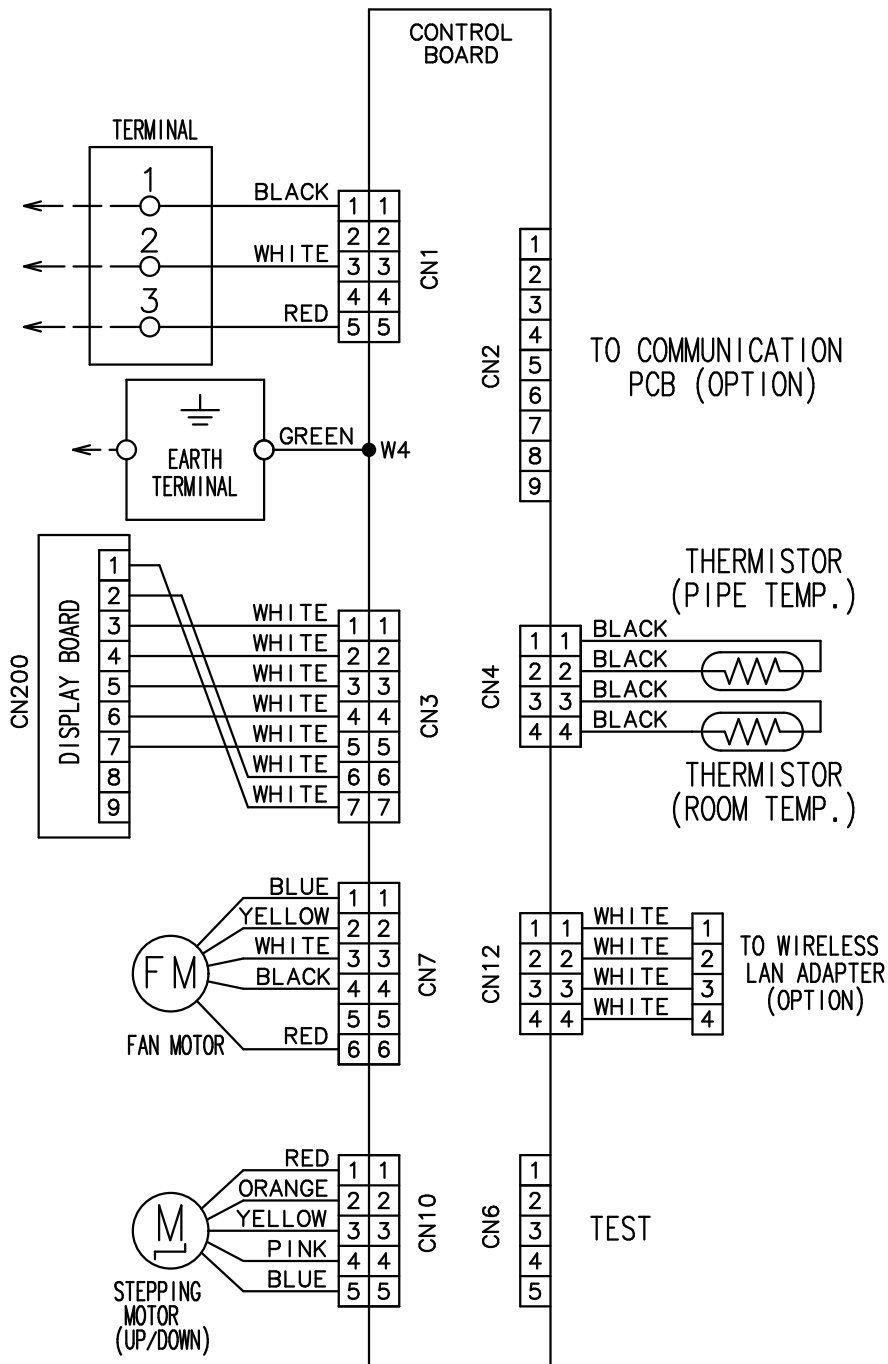 CONTROL
BOARD
TERMINAL
1 BLACK 1 1
2 2
2 WHITE 3 3
4 4
3 RED 5 5
CN1
EARTH
TERMINAL
GREEN
W4
CN200
DISPLAY BOARD
1
2
3
4
5
6
7
8
9
WHITE 1 1
WHITE 2 2
WHITE 3 3
WHITE 4 4
WHITE 5 5
WHITE 6 6
WHITE 7 7
CN3
FM
FAN MOTOR
BLUE 1 1
YELLOW 2 2
WHITE 3 3
BLACK 4 4
5 5
RED 6 6
CN7
M
STEPPING
MOTOR
(UP/DOWN)
RED 1 1
ORANGE 2 2
YELLOW 3 3
PINK 4 4
BLUE 5 5
CN10
CN2
1
2
3
4
5
6
7
8
9
TO COMMUNICATION
PCB (OPTION)
CN4
1 1 BLACK
2 2 BLACK
3 3 BLACK
4 4 BLACK
THERMISTOR
(PIPE TEMP.)
THERMISTOR
(ROOM TEMP.)
CN12
1 1 WHITE 1
2 2 WHITE 2
3 3 WHITE 3
4 4 WHITE 4
TO WIRELESS
LAN ADAPTER
(OPTION)
CN6
1
2
3
4
5
TEST